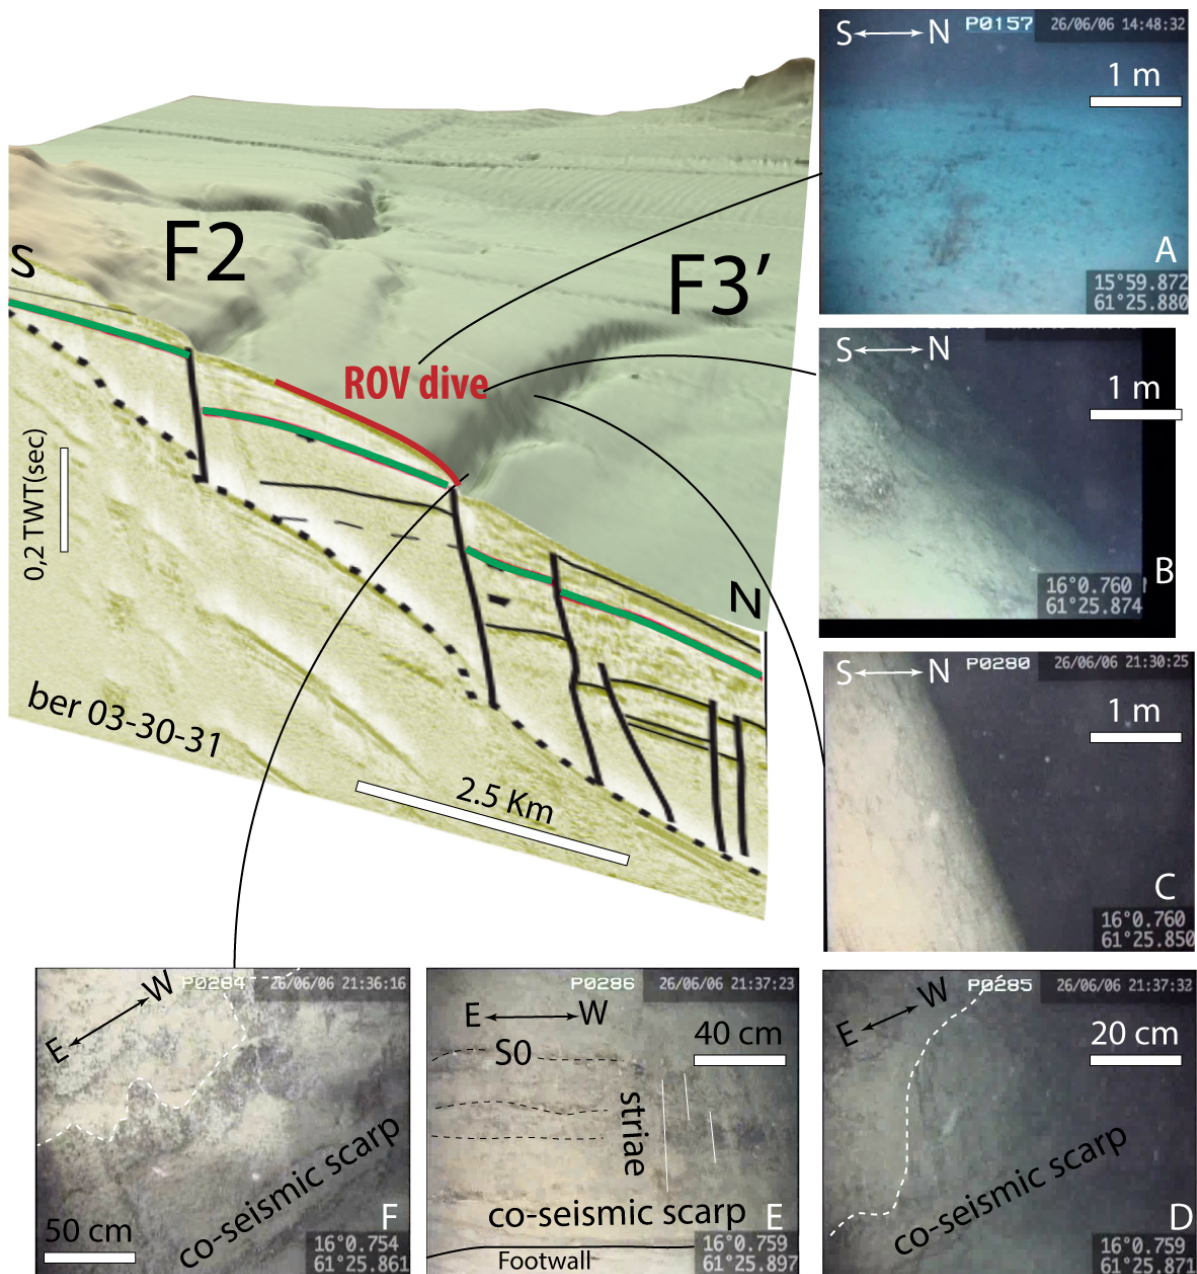 F2
F3’
S
ROV dive
0,2 TWT(sec)
N
ber 03-30-31
2.5 Km
S N
P0157
26/06/06 14:48:32
1 m
A
15°59.872
61°25.880
S N
1 m
B
16°0.760
61°25.874
S N
P0280
26/06/06 21:30:25
1 m
C
16°0.760
61°25.850
P0284
26/06/06 21:36:16
E W
co-seismic scarp
50 cm
F
16°0.754
61°25.861
P0286
26/06/06 21:37:23
E W
40 cm
S0
striae
co-seismic scarp
E
Footwall
16°0.759
61°25.897
P0285
26/06/06 21:37:32
E W
20 cm
co-seismic scarp
D
16°0.759
61°25.871